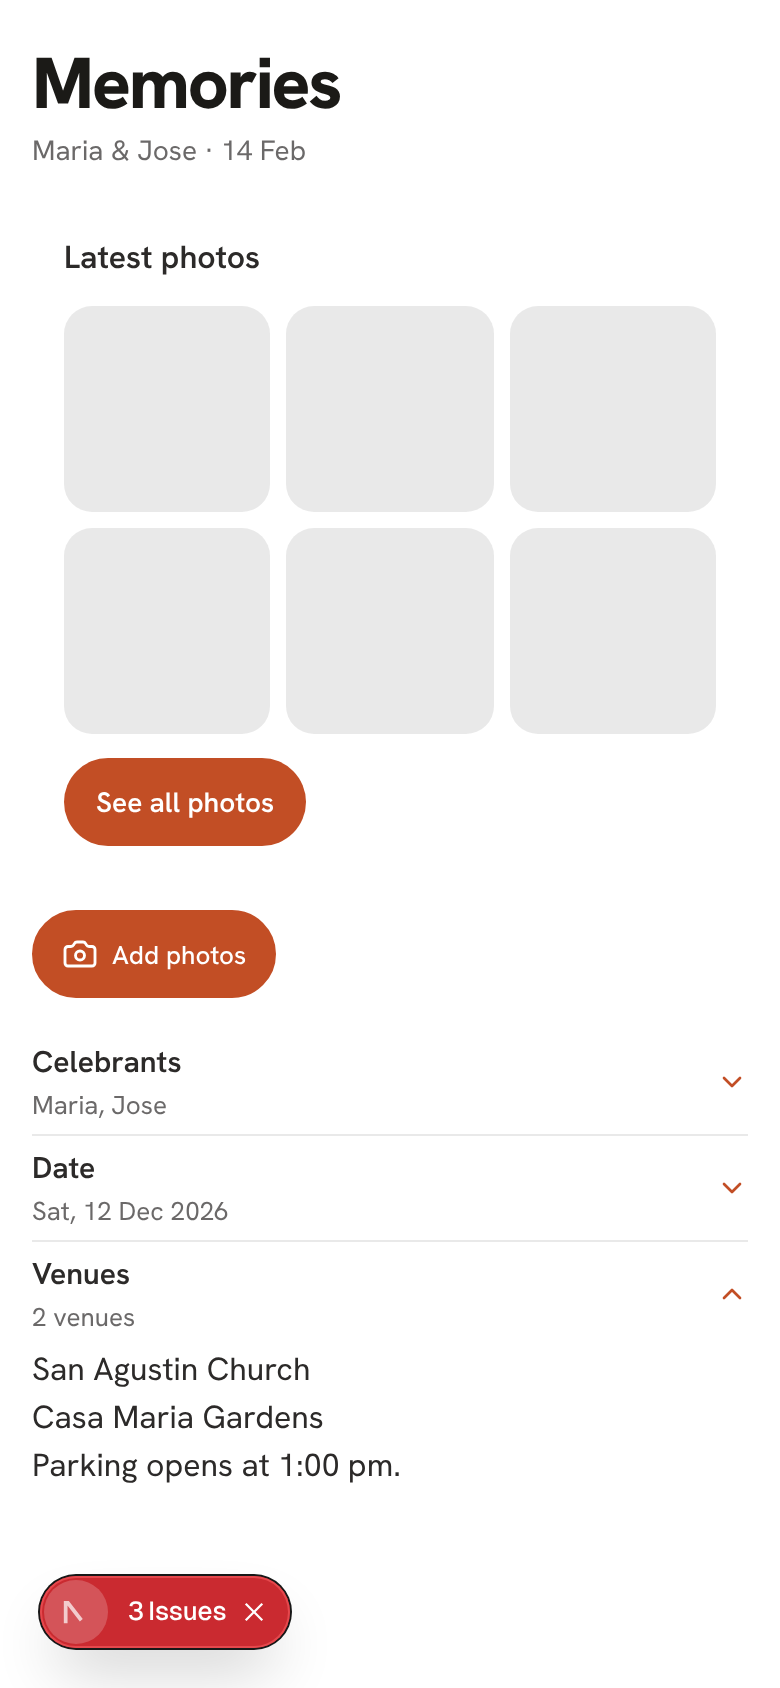 Memories
Maria & Jose · 14 Feb
Latest photos
See all photos
Add photos
Celebrants
Maria, Jose
Date
Sat, 12 Dec 2026
Venues
2 venues
San Agustin Church
Casa Maria Gardens
Parking opens at 1:00 pm.
3 Issues